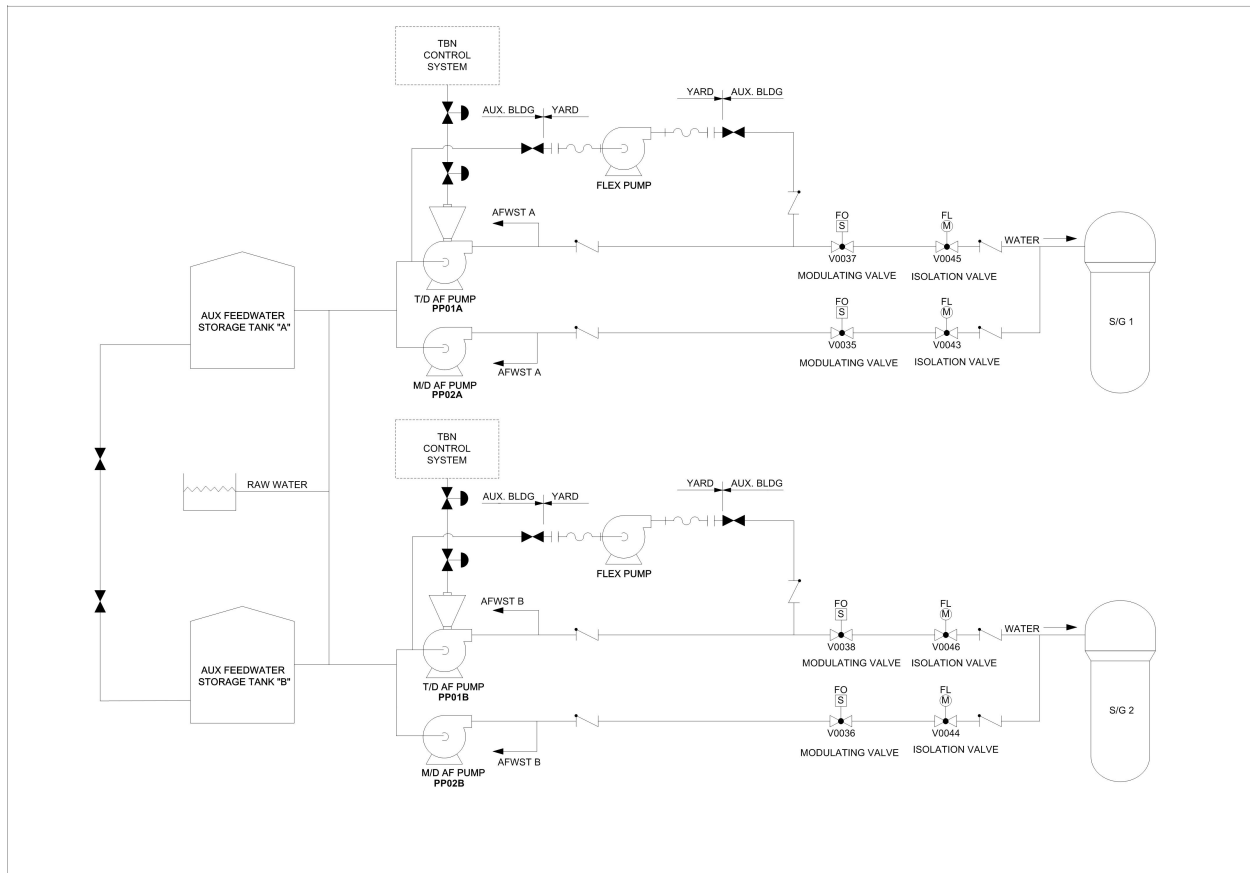 TBN
CONTROL
SYSTEM
YARD
AUX. BLDG
AUX. BLDG
YARD
FLEX PUMP
AFWST A
FO
S
FL
M
WATER
V0037
V0045
MODULATING VALVE
ISOLATION VALVE
T/D AF PUMP
PP01A
AUX FEEDWATER
STORAGE TANK "A"
FO
S
FL
M
S/G 1
V0035
V0043
MODULATING VALVE
ISOLATION VALVE
AFWST A
M/D AF PUMP
PP02A
TBN
CONTROL
SYSTEM
RAW WATER
YARD
AUX. BLDG
AUX. BLDG
YARD
FLEX PUMP
AFWST B
FO
S
FL
M
WATER
V0038
V0046
MODULATING VALVE
ISOLATION VALVE
AUX FEEDWATER
STORAGE TANK "B"
T/D AF PUMP
PP01B
FO
S
FL
M
S/G 2
V0036
V0044
MODULATING VALVE
ISOLATION VALVE
AFWST B
M/D AF PUMP
PP02B